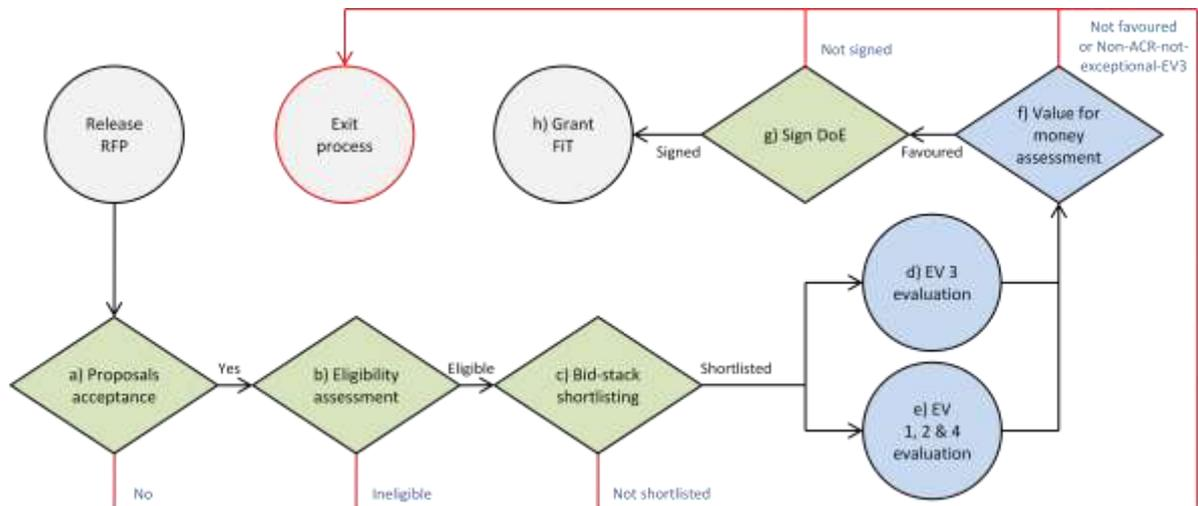 Not favoured
or Non-ACR-not-
exceptional-EV3
Not signed
Release
RFP
Exit
process
h) Grant
FiT
Signed
g) Sign DoE
Favoured
f) Value for
money
assessment
d) EV 3
evaluation
a) Proposals
acceptance
Yes
b) Eligibility
assessment
Eligible
c) Bid-stack
shortlisting
Shortlisted
e) EV
1, 2 & 4
evaluation
No
Ineligible
Not shortlisted